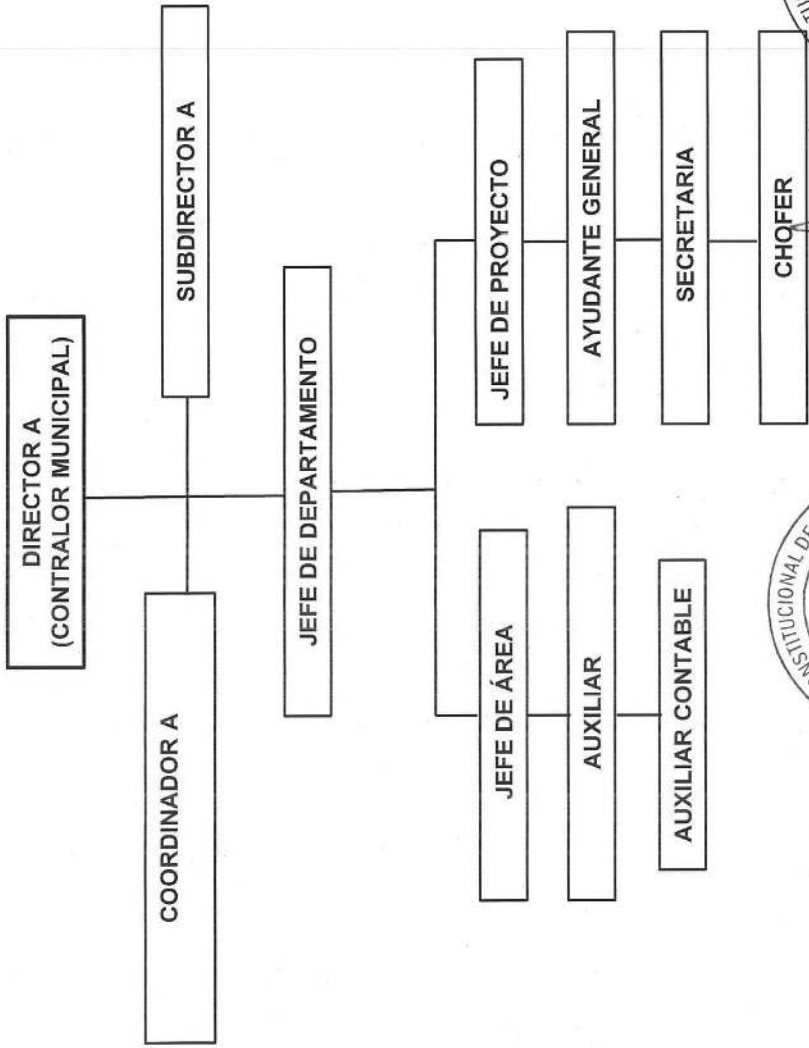 DIRECTOR A
(CONTRALOR MUNICIPAL)
COORDINADOR A
SUBDIRECTOR A
JEFE DE DEPARTAMENTO
JEFE DE ÁREA
AUXILIAR
AUXILIAR CONTABLE
JEFE DE PROYECTO
AYUDANTE GENERAL
SECRETARIA
CHOFER